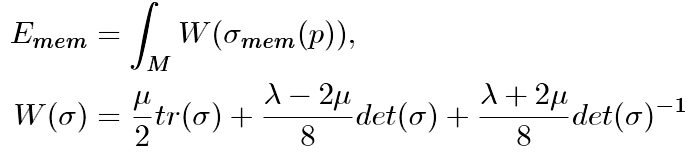 E_{mem} = \int_M W(\sigma_{mem}(p)),
W(\sigma) = \frac{\mu}{2} tr(\sigma) + \frac{\lambda - 2\mu}{8} det(\sigma) + \frac{\lambda + 2\mu}{8} det(\sigma)^{-1}